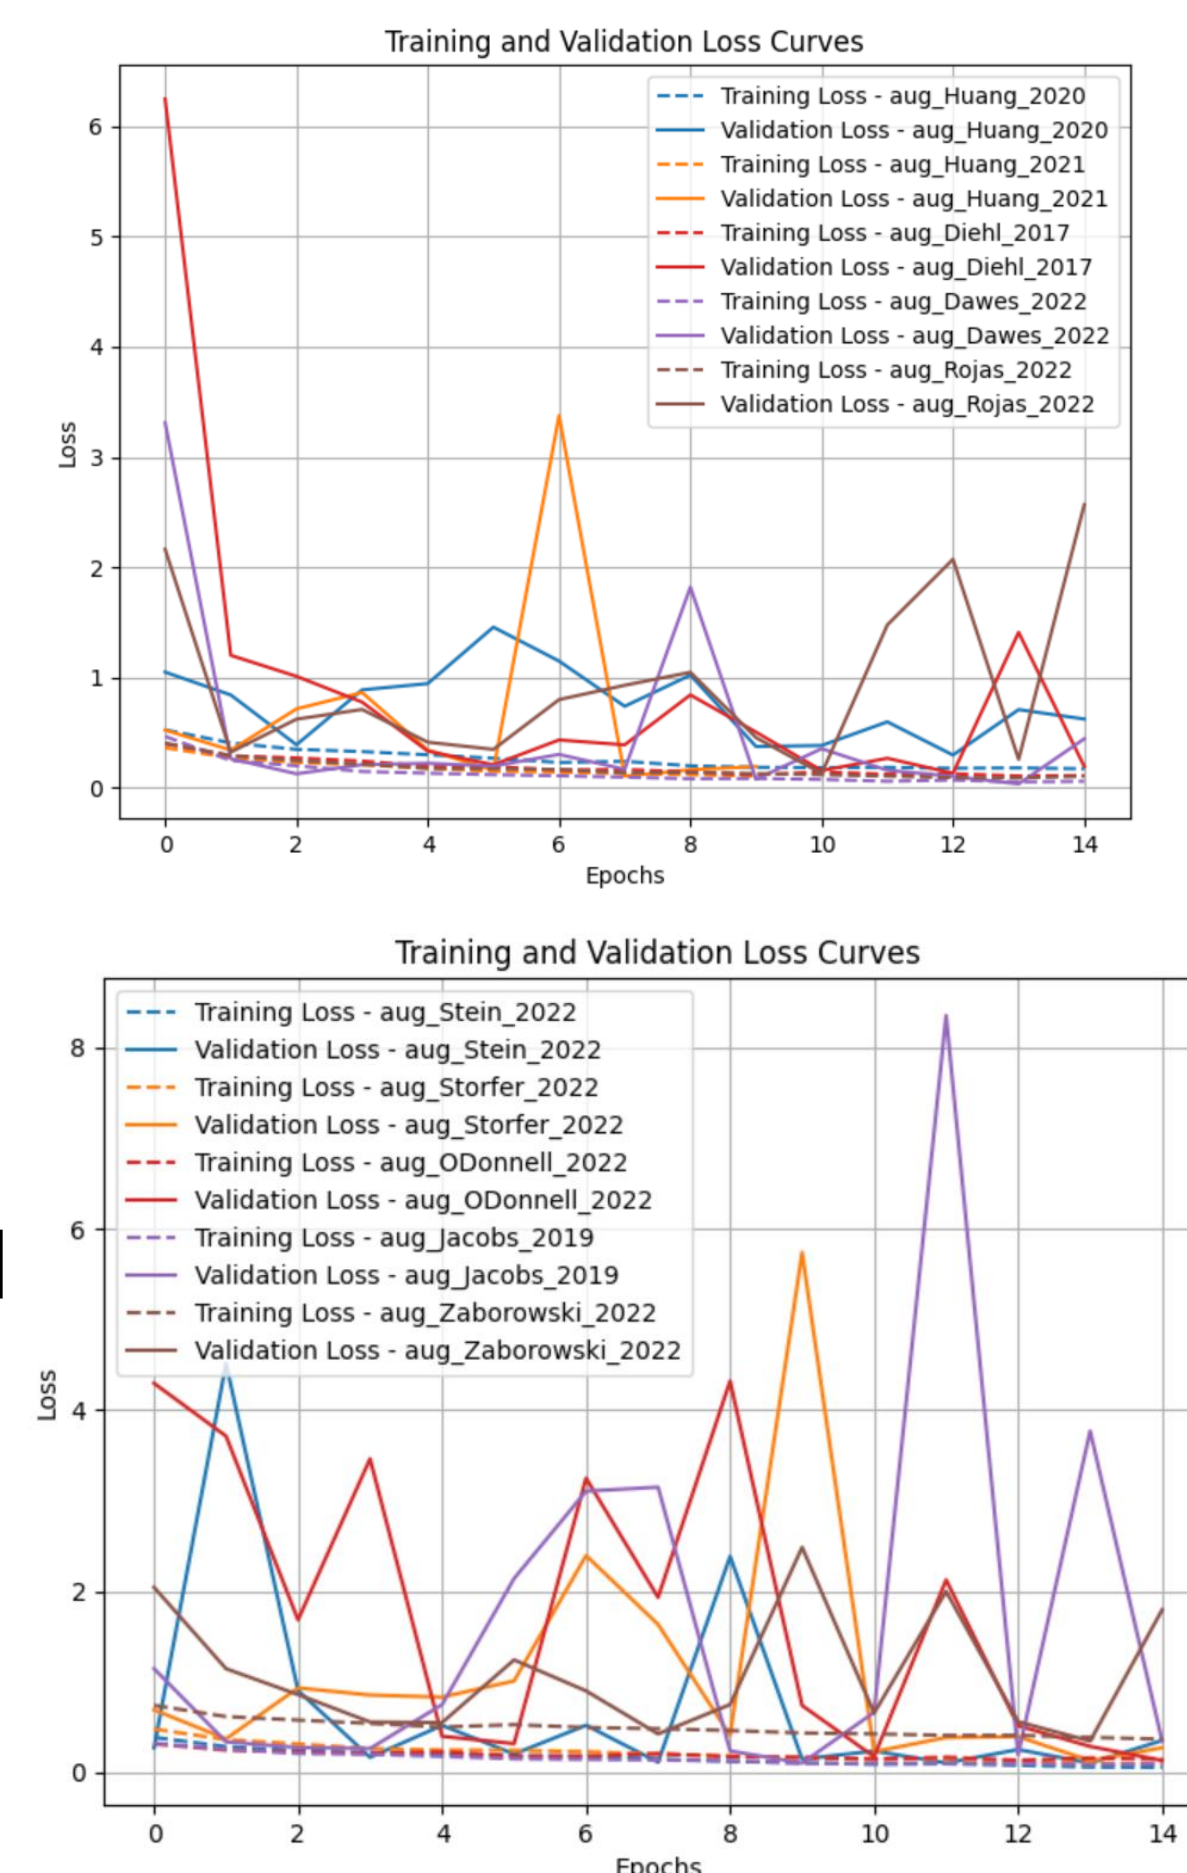 Training and Validation Loss Curves
Training Loss - aug_Huang_2020
Validation Loss - aug_Huang_2020
Training Loss - aug_Huang_2021
Validation Loss - aug_Huang_2021
Training Loss - aug_Diehl_2017
Validation Loss - aug_Diehl_2017
Training Loss - aug_Dawes_2022
Validation Loss - aug_Dawes_2022
Training Loss - aug_Rojas_2022
Validation Loss - aug_Rojas_2022
6
5
4
3
2
1
0
Loss
0 2 4 6 8 10 12 14
Epochs
Training and Validation Loss Curves
Training Loss - aug_Stein_2022
Validation Loss - aug_Stein_2022
Training Loss - aug_Storfer_2022
Validation Loss - aug_Storfer_2022
Training Loss - aug_ODonnell_2022
Validation Loss - aug_ODonnell_2022
Training Loss - aug_Jacobs_2019
Validation Loss - aug_Jacobs_2019
Training Loss - aug_Zaborowski_2022
Validation Loss - aug_Zaborowski_2022
8
6
4
2
0
Loss
0 2 4 6 8 10 12 14
Epochs